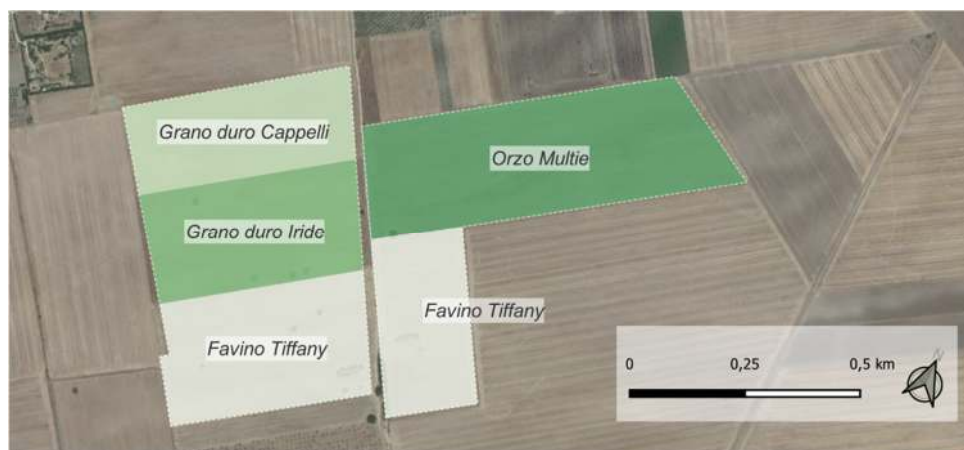 Grano duro Cappelli
Orzo Multie
Grano duro Iride
Favino Tiffany
Favino Tiffany
0 0,25 0,5 km
N